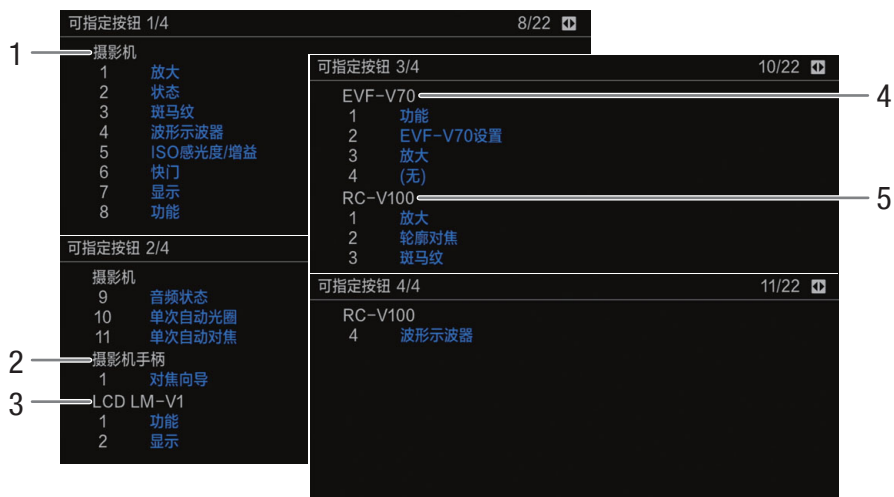 可指定按钮 1/4 8/22
1 摄影机
1 放大
2 状态
3 斑马纹
4 波形示波器
5 ISO感光度/增益
6 快门
7 显示
8 功能
可指定按钮 2/4
摄影机
9 音频状态
10 单次自动光圈
11 单次自动对焦
2 摄影机手柄
1 对焦向导
3 LCD LM-V1
1 功能
2 显示
可指定按钮 3/4 10/22
EVF-V70 4
1 功能
2 EVF-V70设置
3 放大
4 (无)
RC-V100 5
1 放大
2 轮廓对焦
3 斑马纹
可指定按钮 4/4 11/22
RC-V100
4 波形示波器